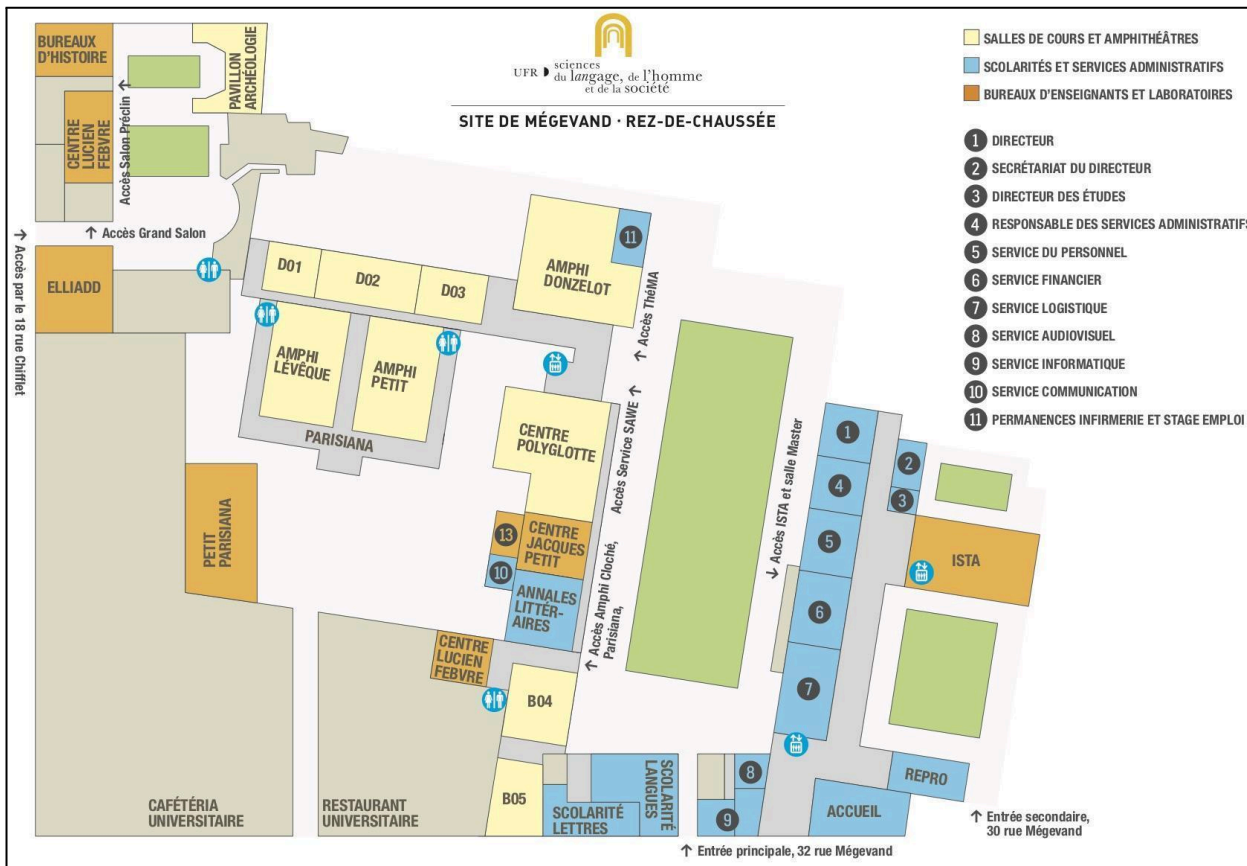 UFR sciences
du langage, de l'homme
et de la société
SITE DE MÉGEVAND · REZ-DE-CHAUSSÉE
SALLES DE COURS ET AMPHITHÉÂTRES
SCOLARITÉS ET SERVICES ADMINISTRATIFS
BUREAUX D'ENSEIGNANTS ET LABORATOIRES
1 DIRECTEUR
2 SECRÉTARIAT DU DIRECTEUR
3 DIRECTEUR DES ÉTUDES
4 RESPONSABLE DES SERVICES ADMINISTRATIFS
5 SERVICE DU PERSONNEL
6 SERVICE FINANCIER
7 SERVICE LOGISTIQUE
8 SERVICE AUDIOVISUEL
9 SERVICE INFORMATIQUE
10 SERVICE COMMUNICATION
11 PERMANENCES INFIRMERIE ET STAGE EMPLOI
BUREAUX
D'HISTOIRE
PAVILLON
ARCHÉOLOGIE
CENTRE
LUCIEN
FEBVRE
Accès Salon Préclin
Accès Grand Salon
Accès par le 18 rue Chifflet
ELLIADD
D01
D02
D03
AMPHI
DONZELOT
11
Accès ThéMA
AMPHI
LÉVÊQUE
AMPHI
PETIT
PARISIANA
CENTRE
POLYGLOTTE
Accès Service SAWE
Accès ISTA et salle Master
1
2
4
3
5
ISTA
PETIT
PARISIANA
13
CENTRE
JACQUES
PETIT
10
ANNALES
LITTÉR-
AIRES
Accès Amphi Cloché,
Parisiana,
6
CENTRE
LUCIEN
FEBVRE
B04
7
B05
SCOLARITÉ
LETTRES
SCOLARITÉ
LANGUES
8
9
ACCUEIL
REPRO
CAFÉTÉRIA
UNIVERSITAIRE
RESTAURANT
UNIVERSITAIRE
Entrée principale, 32 rue Mégevand
Entrée secondaire,
30 rue Mégevand